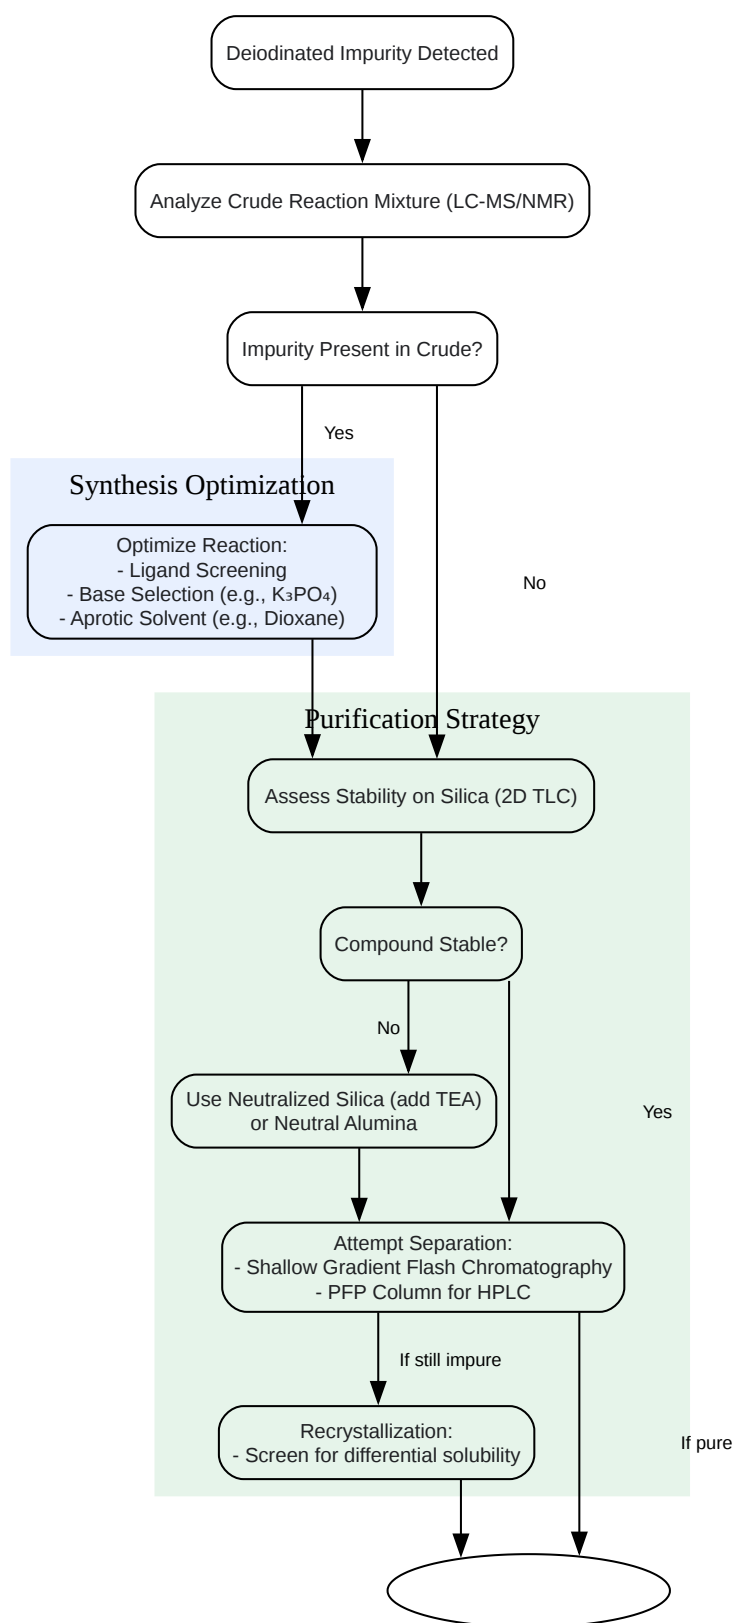 Deiodinated Impurity Detected
Analyze Crude Reaction Mixture (LC-MS/NMR)
Impurity Present in Crude?
Yes
Synthesis Optimization
Optimize Reaction:
- Ligand Screening
- Base Selection (e.g., K₃PO₄)
- Aprotic Solvent (e.g., Dioxane)
No
Purification Strategy
Assess Stability on Silica (2D TLC)
Compound Stable?
No
Use Neutralized Silica (add TEA)
or Neutral Alumina
Yes
Attempt Separation:
- Shallow Gradient Flash Chromatography
- PFP Column for HPLC
If still impure
Recrystallization:
- Screen for differential solubility
If pure